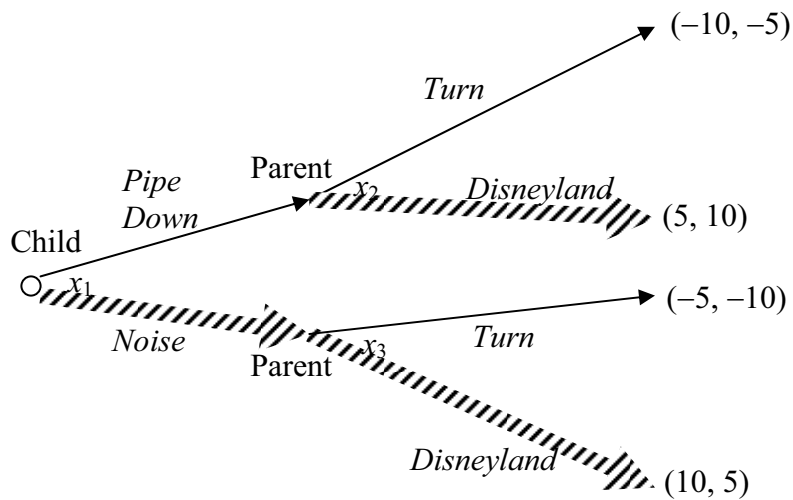 (–10, –5)
Turn
Parent
Pipe
Down
x2
Disneyland
(5, 10)
Child
x1
Noise
(–5, –10)
Parent
x3
Turn
Disneyland
(10, 5)